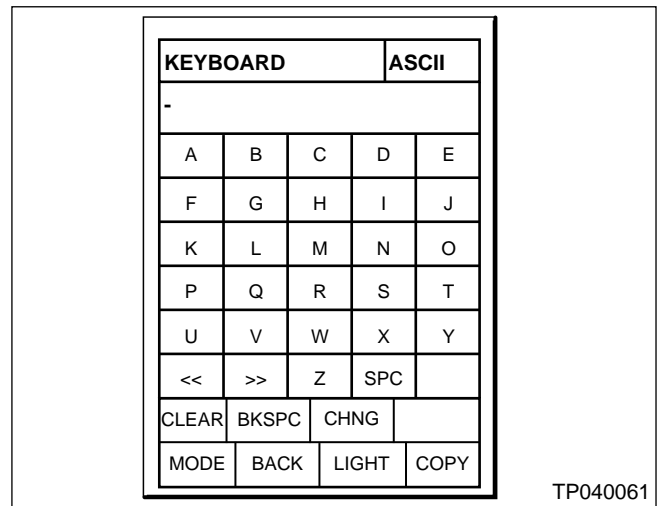 KEYBOARD ASCII
-
A B C D E
F G H I J
K L M N O
P Q R S T
U V W X Y
<< >> Z SPC
CLEAR BKSPC CHNG
MODE BACK LIGHT COPY
TP040061